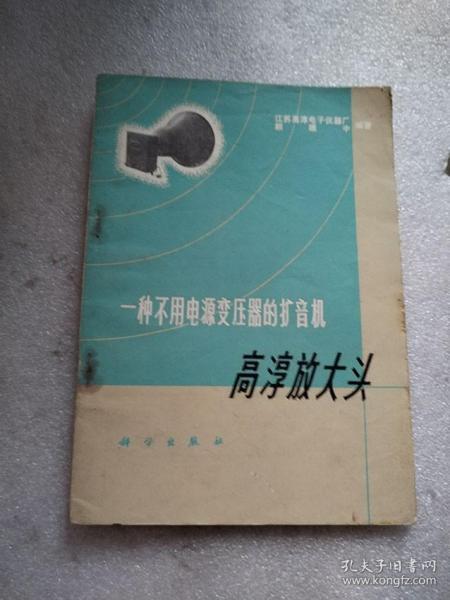 江苏高淳电子仪器厂
编著
一种不用电源变压器的扩音机
高淳放大头
科学出版社
孔夫子旧书网
www.kongfz.com